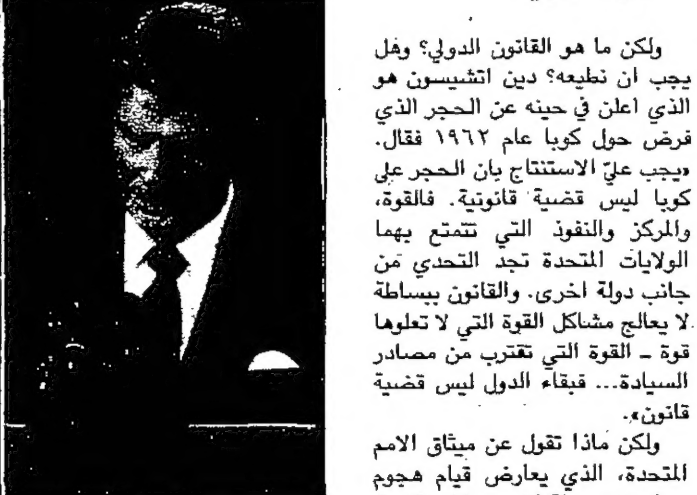 ولكن ما هو القانون الدولي؟ وهل
يجب ان نطيعه؟ دين اتشيسون هو
الذي اعلن في حينه عن الحجر الذي
فرض حول كوبا عام ١٩٦٢ فقال.
«يجب عليّ الاستنتاج بان الحجر على
كوبا ليس قضية قانونية. فالقوة،
والمركز والنفوذ التي تتمتع بهما
الولايات المتحدة تجد التحدي من
جانب دولة اخرى. والقانون ببساطة
لا يعالج مشاكل القوة التي لا تعلوها
قوة ــ القوة التي تقترب من مصادر
السيادة... فبقاء الدول ليس قضية
قانون».
ولكن ماذا تقول عن ميثاق الامم
المتحدة، الذي يعارض قيام هجوم